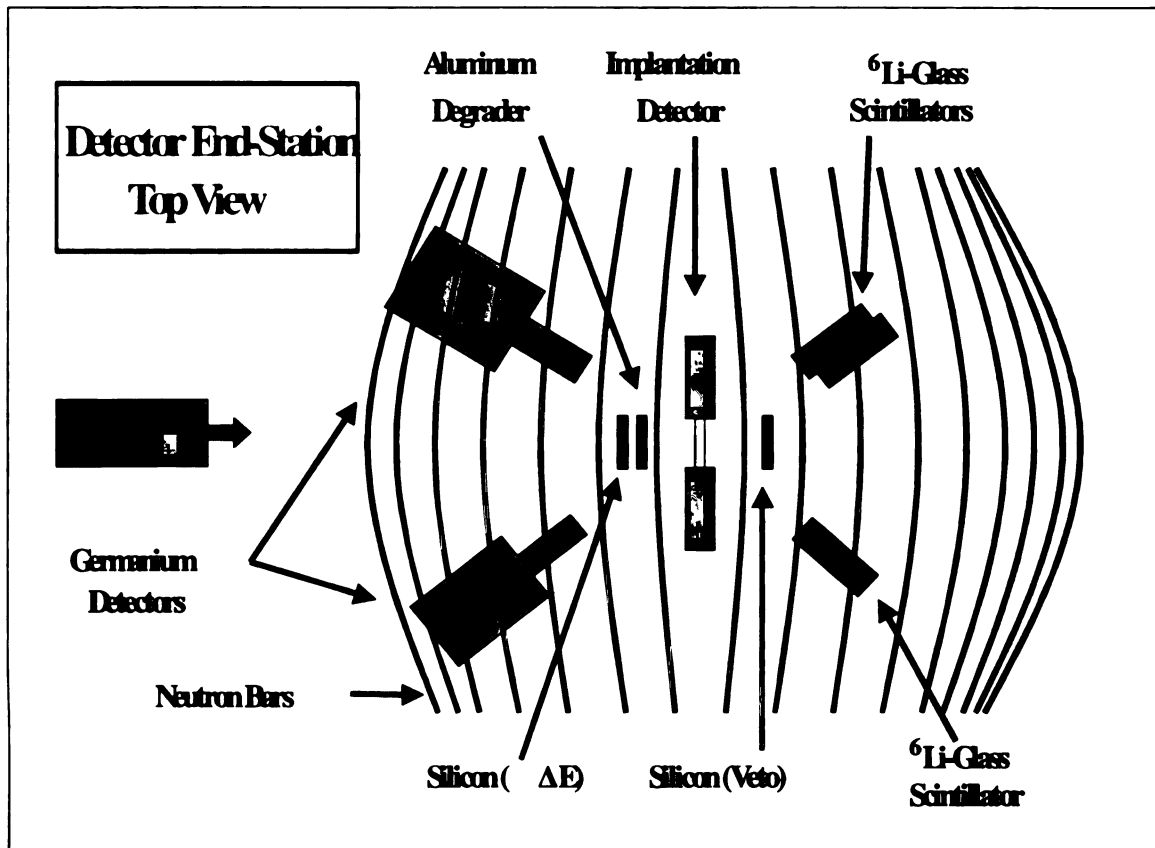 Detector End-Station
Top View
Aluminum
Degrader
Implantation
Detector
6Li-Glass
Scintillators
Germanium
Detectors
Neutron Bars
Silicon ( ΔE)
Silicon (Veto)
6Li-Glass
Scintillator